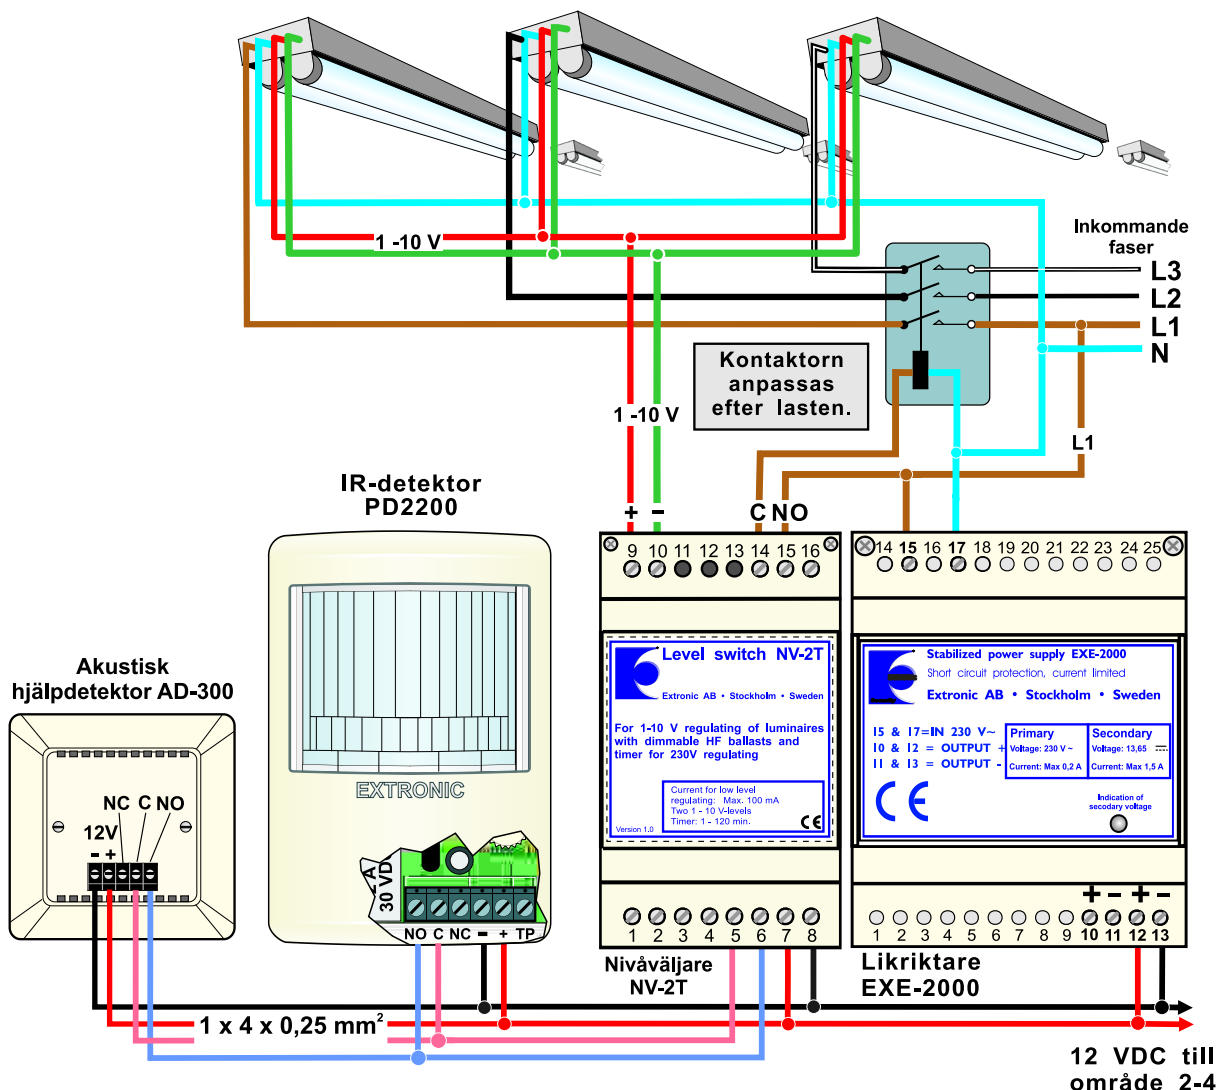 1 -10 V
Inkommande
faser
L3
L2
L1
N
Kontaktorn
anpassas
efter lasten.
1 -10 V
L1
IR-detektor
PD2200
+ –
C NO
9 10 11 12 13 14 15 16
14 15 16 17 18 19 20 21 22 23 24 25
Level switch NV-2T
Extronic AB • Stockholm • Sweden
For 1-10 V regulating of luminaires
with dimmable HF ballasts and
timer for 230V regulating
Current for low level
regulating: Max. 100 mA
Two 1 - 10 V-levels
Timer: 1 - 120 min.
Version 1.0
CE
Stabilized power supply EXE-2000
Short circuit protection, current limited
Extronic AB • Stockholm • Sweden
15 & 17=IN 230 V~
10 & 12 = OUTPUT +
11 & 13 = OUTPUT -
Primary
Voltage: 230 V ~
Current: Max 0,2 A
Secondary
Voltage: 13,65
Current: Max 1,5 A
CE
Indication of
secodary voltage
Akustisk
hjälpdetektor AD-300
NC C NO
12V
- +
EXTRONIC
2 A
30 VD
NO C NC – + TP
1 2 3 4 5 6 7 8
+ – + –
1 2 3 4 5 6 7 8 9 10 11 12 13
Nivåväljare
NV-2T
Likriktare
EXE-2000
1 x 4 x 0,25 mm²
12 VDC till
område 2-4